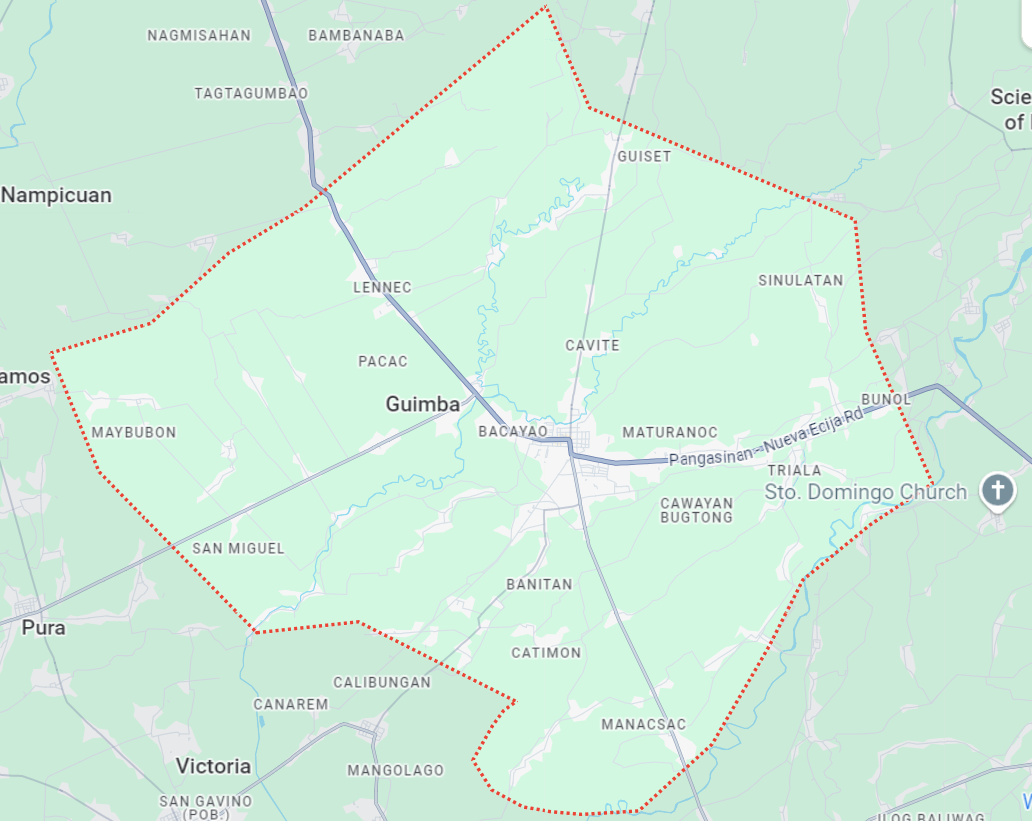 NAGMISAHAN
BAMBANABA
TAGTAGUMBAO
Scie
of
GUISET
Nampicuan
SINULATAN
LENNEC
CAVITE
PACAC
amos
Guimba
BUNOL
MAYBUBON
BACAYAO
MATURANOC
Pangasinan - Nueva Ecija Rd
TRIALA
Sto. Domingo Church
CAWAYAN
BUGTONG
SAN MIGUEL
BANITAN
Pura
CATIMON
CALIBUNGAN
CANAREM
MANACSAC
Victoria
MANGOLAGO
SAN GAVINO
(POB.)
ILOG BALIWAG